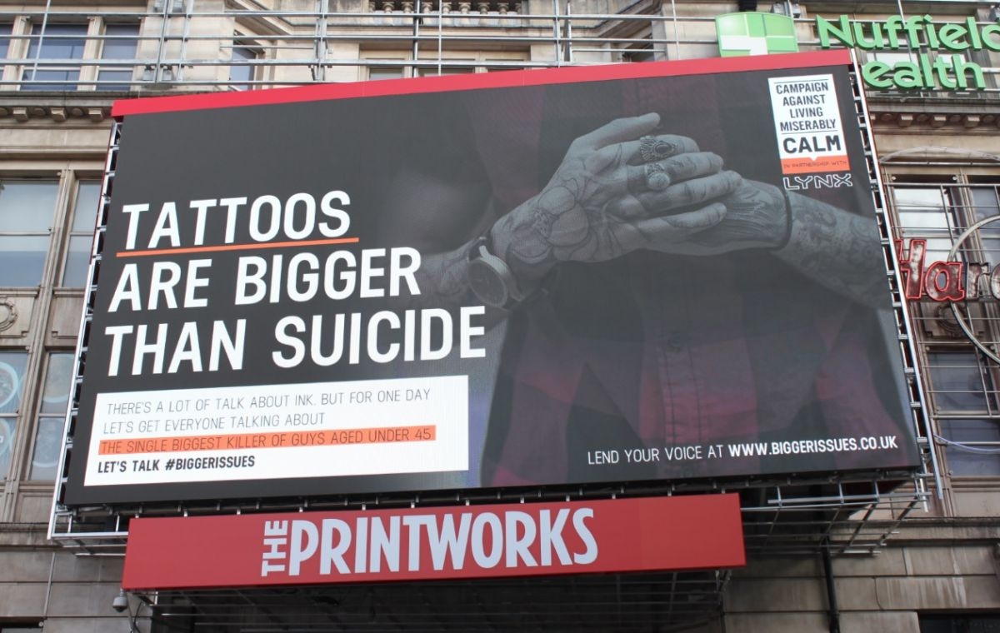 Nuffield
ealth
CAMPAIGN
AGAINST
LIVING
MISERABLY
CALM
IN PARTNERSHIP WITH
LYNX
TATTOOS
ARE BIGGER
THAN SUICIDE
THERE'S A LOT OF TALK ABOUT INK. BUT FOR ONE DAY
LET'S GET EVERYONE TALKING ABOUT
THE SINGLE BIGGEST KILLER OF GUYS AGED UNDER 45
LET'S TALK #BIGGERISSUES
LEND YOUR VOICE AT WWW.BIGGERISSUES.CO.UK
Har
THE PRINTWORKS